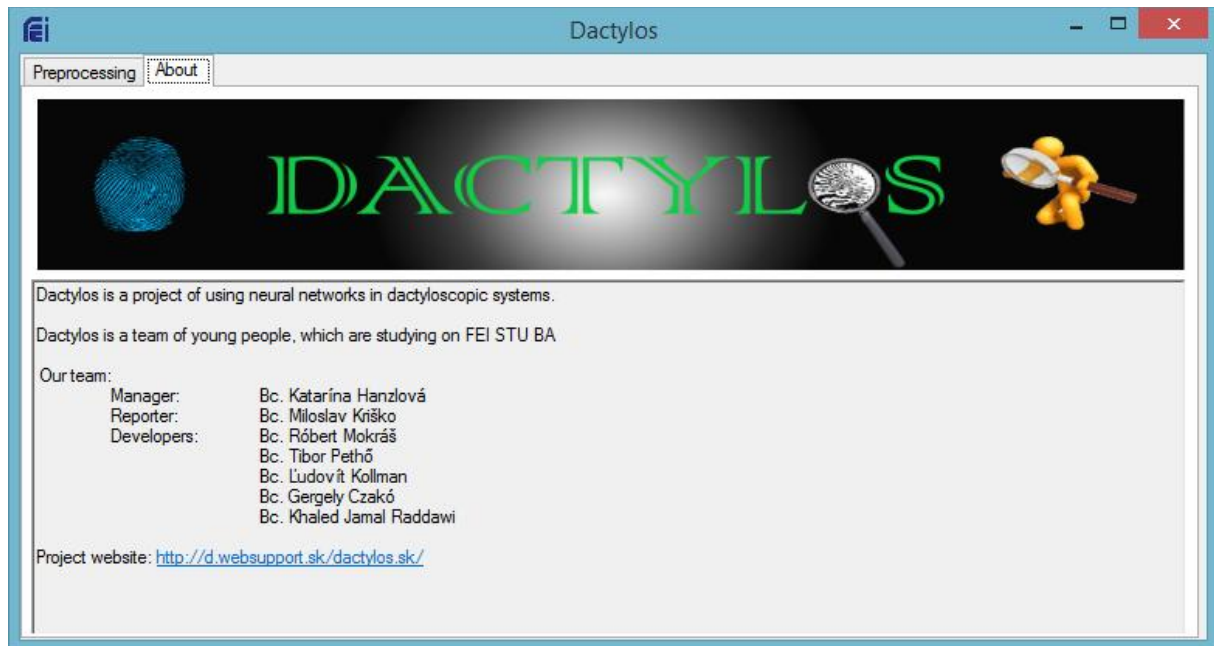 FEI
Dactylos
Preprocessing About
DACTYLOS
Dactylos is a project of using neural networks in dactyloscopic systems.
Dactylos is a team of young people, which are studying on FEI STU BA
Our team:
Manager: Bc. Katarína Hanzlová
Reporter: Bc. Miloslav Kriško
Developers: Bc. Róbert Mokráš
Bc. Tibor Pethő
Bc. Ľudovít Kollman
Bc. Gergely Czakó
Bc. Khaled Jamal Raddawi
Project website: http://d.websupport.sk/dactylos.sk/